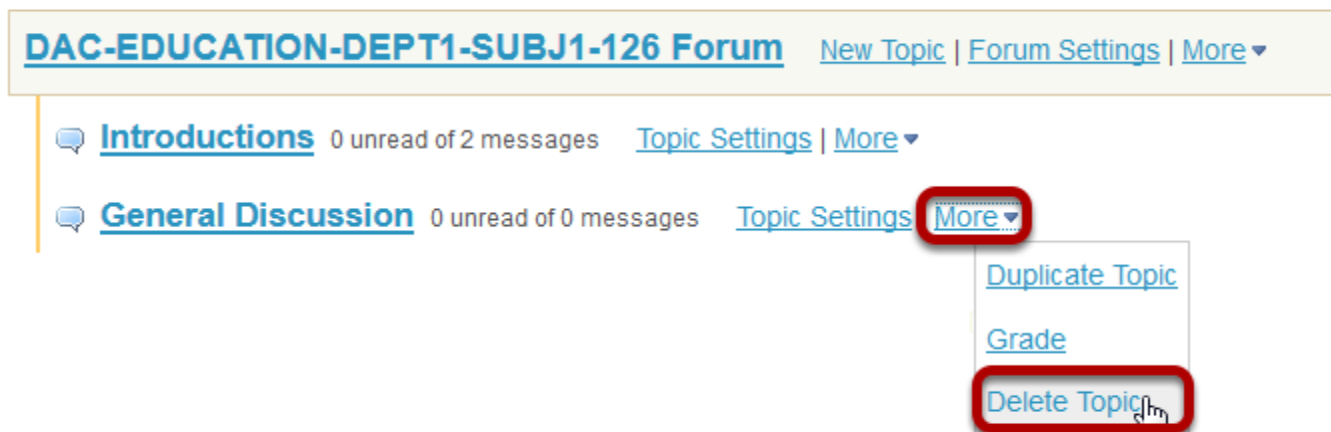 DAC-EDUCATION-DEPT1-SUBJ1-126 Forum New Topic | Forum Settings | More
Introductions 0 unread of 2 messages Topic Settings | More
General Discussion 0 unread of 0 messages Topic Settings More
Duplicate Topic
Grade
Delete Topic